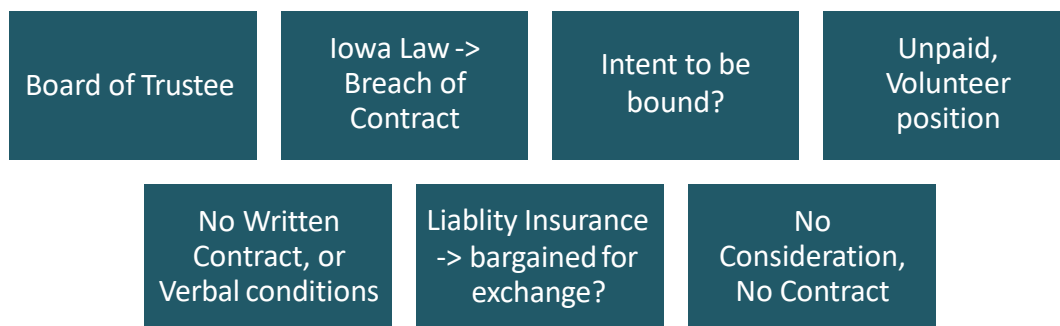 Board of Trustee
Iowa Law ->
Breach of
Contract
Intent to be
bound?
Unpaid,
Volunteer
position
No Written
Contract, or
Verbal conditions
Liablity Insurance
-> bargained for
exchange?
No
Consideration,
No Contract